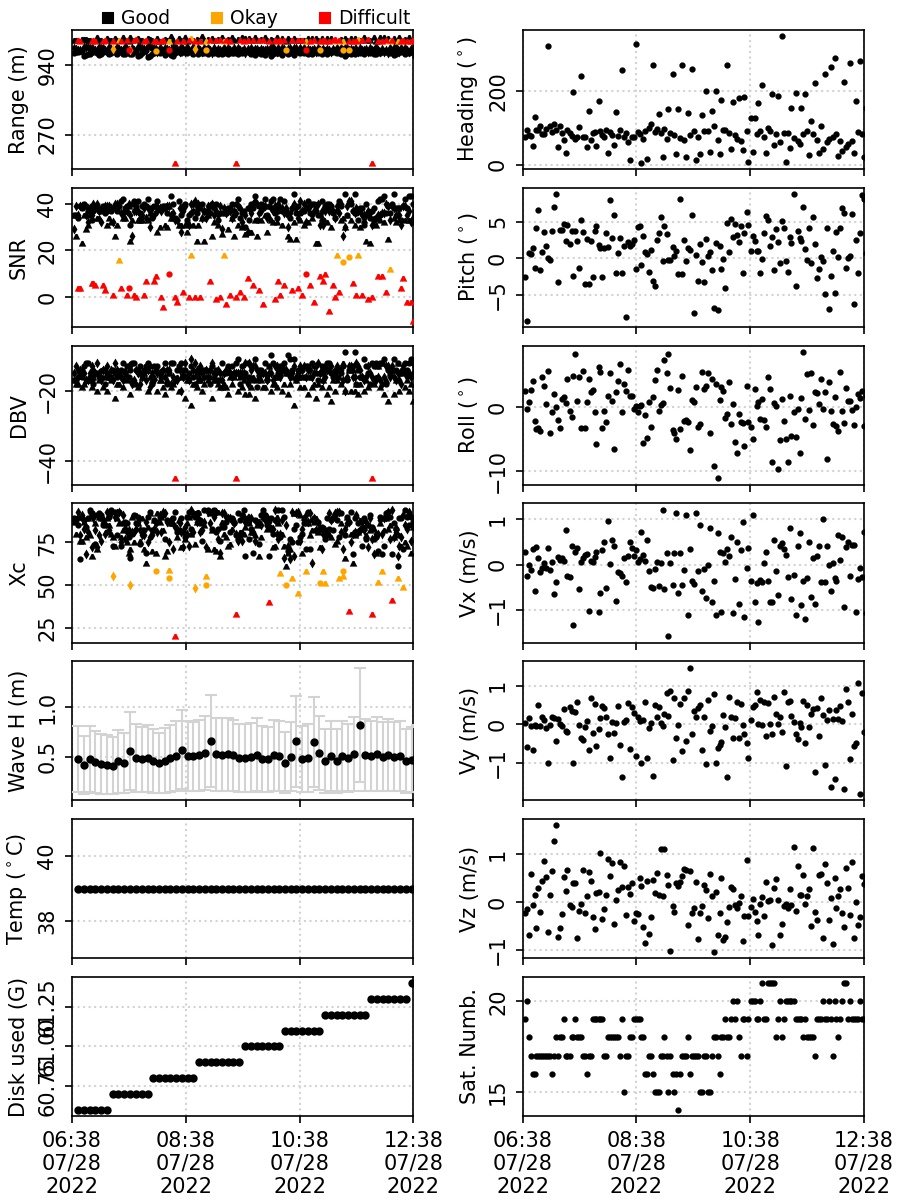 Good Okay Difficult
Range (m)
940
270
Heading (°)
200
0
SNR
40
20
0
Pitch (°)
5
0
−5
DBV
−20
−40
Roll (°)
0
−10
Xc
75
50
25
Vx (m/s)
1
0
−1
Wave H (m)
1.0
0.5
Vy (m/s)
1
0
−1
Temp (°C)
40
38
Vz (m/s)
1
0
−1
Disk used (G)
61.25
61.00
60.75
Sat. Numb.
20
15
06:38 08:38 10:38 12:38 06:38 08:38 10:38 12:38
07/28 07/28 07/28 07/28 07/28 07/28 07/28 07/28
2022 2022 2022 2022 2022 2022 2022 2022